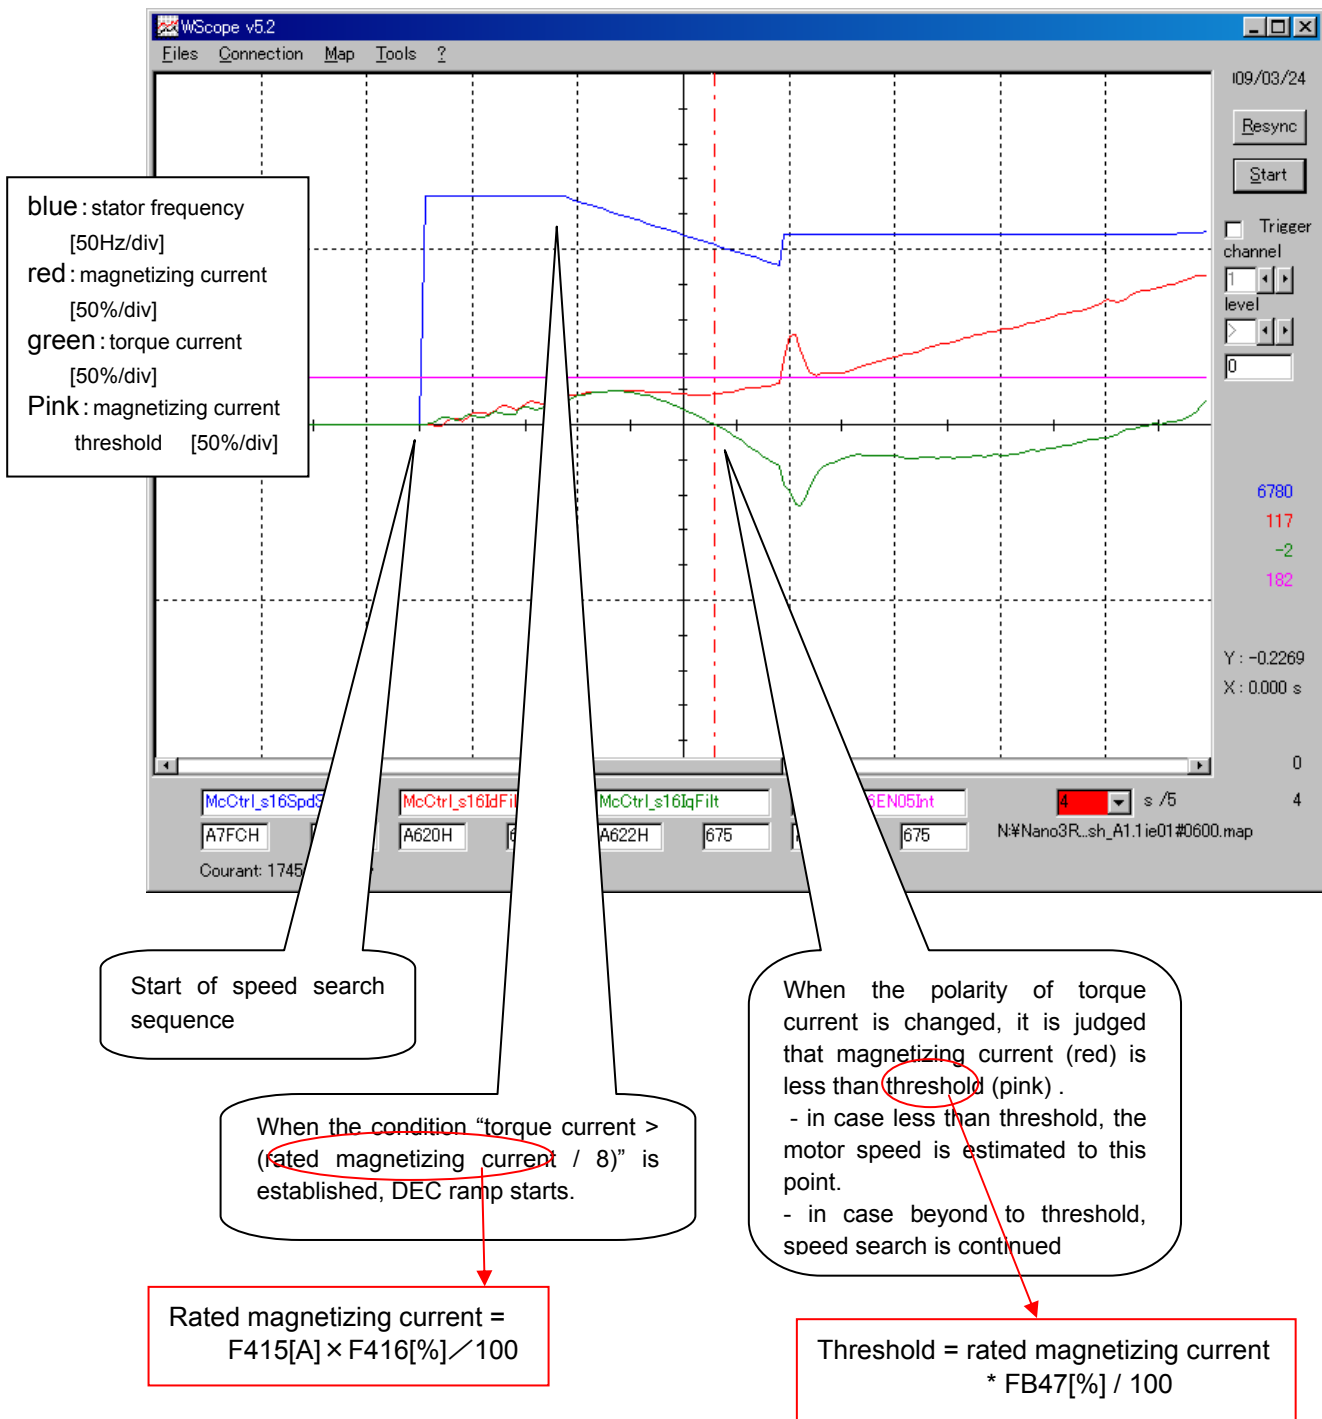 WScope v5.2
Files Connection Map Tools ?
09/03/24
Resync
Start
Trigger
channel
1
level
>
0
blue : stator frequency
[50Hz/div]
red : magnetizing current
[50%/div]
green : torque current
[50%/div]
Pink : magnetizing current
threshold [50%/div]
6780
117
-2
182
Y : -0.2269
X : 0.000 s
0
McCtrl_s16SpdS McCtrl_s16IdFil McCtrl_s16IqFilt 6EN05Int 4 s /5 4
A7FCH A620H 6 A622H 675 675 N:¥Nano3R...sh_A1.1ie01#0600.map
Courant: 1745
Start of speed search
sequence
When the condition “torque current >
(rated magnetizing current / 8)” is
established, DEC ramp starts.
When the polarity of torque
current is changed, it is judged
that magnetizing current (red) is
less than threshold (pink) .
- in case less than threshold, the
motor speed is estimated to this
point.
- in case beyond to threshold,
speed search is continued
Rated magnetizing current =
F415[A]×F416[%]／100
Threshold = rated magnetizing current
* FB47[%] / 100